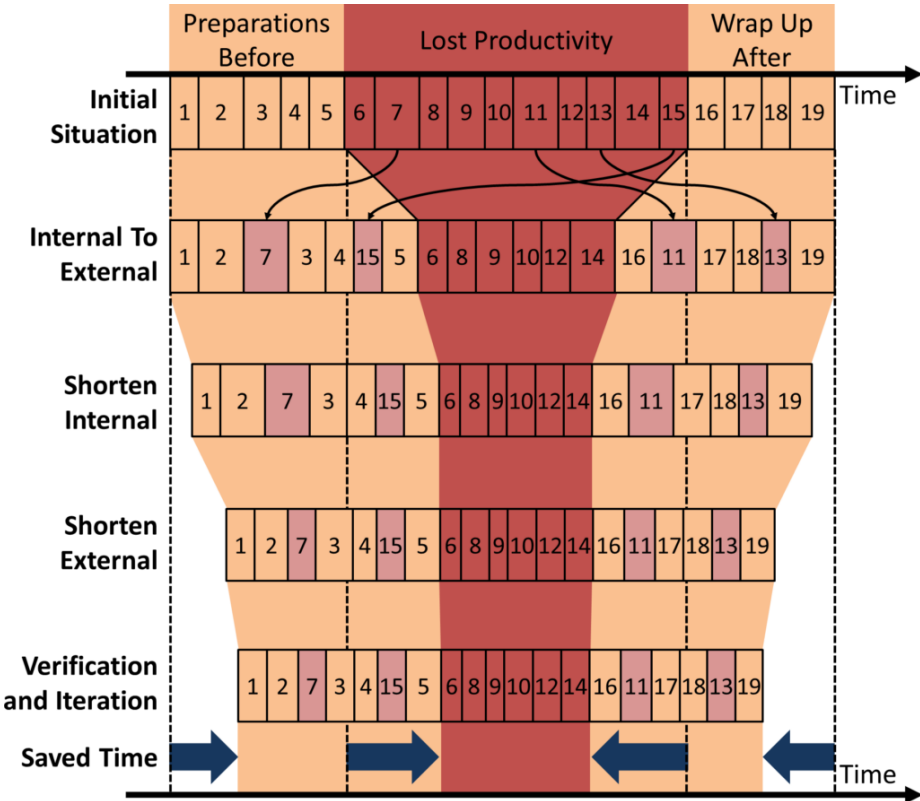 Preparations
Before
Lost Productivity
Wrap Up
After
Time
Initial
Situation
1 2 3 4 5 6 7 8 9 10 11 12 13 14 15 16 17 18 19
Internal To
External
1 2 7 3 4 15 5 6 8 9 10 12 14 16 11 17 18 13 19
Shorten
Internal
1 2 7 3 4 15 5 6 8 9 10 12 14 16 11 17 18 13 19
Shorten
External
1 2 7 3 4 15 5 6 8 9 10 12 14 16 11 17 18 13 19
Verification
and Iteration
1 2 7 3 4 15 5 6 8 9 10 12 14 16 11 17 18 13 19
Saved Time
Time